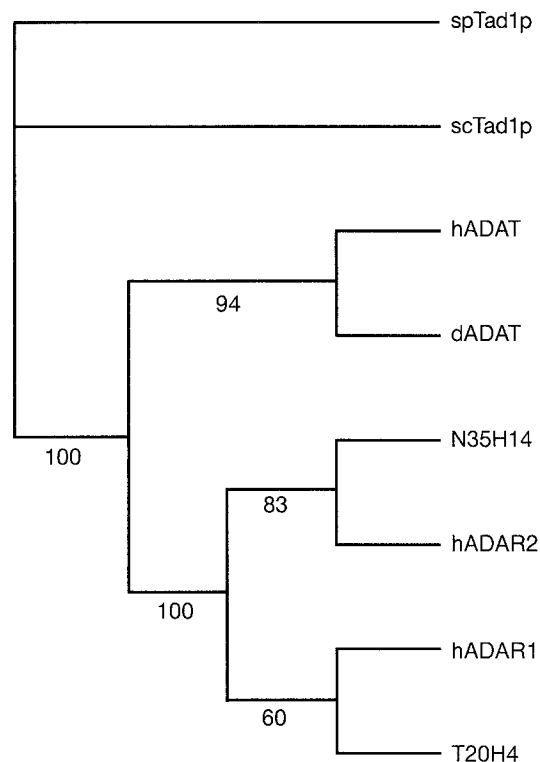 spTad1p
scTad1p
hADAT
94
dADAT
100
N35H14
83
hADAR2
100
hADAR1
60
T20H4